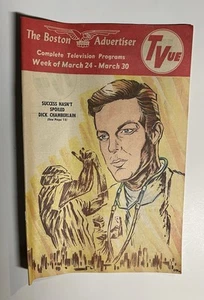 The Boston Advertiser
TVue
Complete Television Programs
Week of March 24 - March 30
SUCCESS HASN'T
SPOILED
DICK CHAMBERLAIN